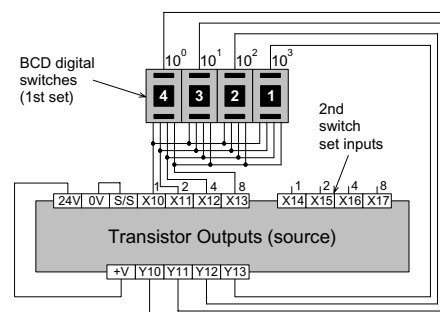 10⁰ 10¹ 10² 10³
BCD digital
switches
(1st set)
4 3 2 1
2nd
switch
set inputs
1 2 4 8 1 2 4 8
24V 0V S/S X10 X11 X12 X13 X14 X15 X16 X17
Transistor Outputs (source)
+V Y10 Y11 Y12 Y13